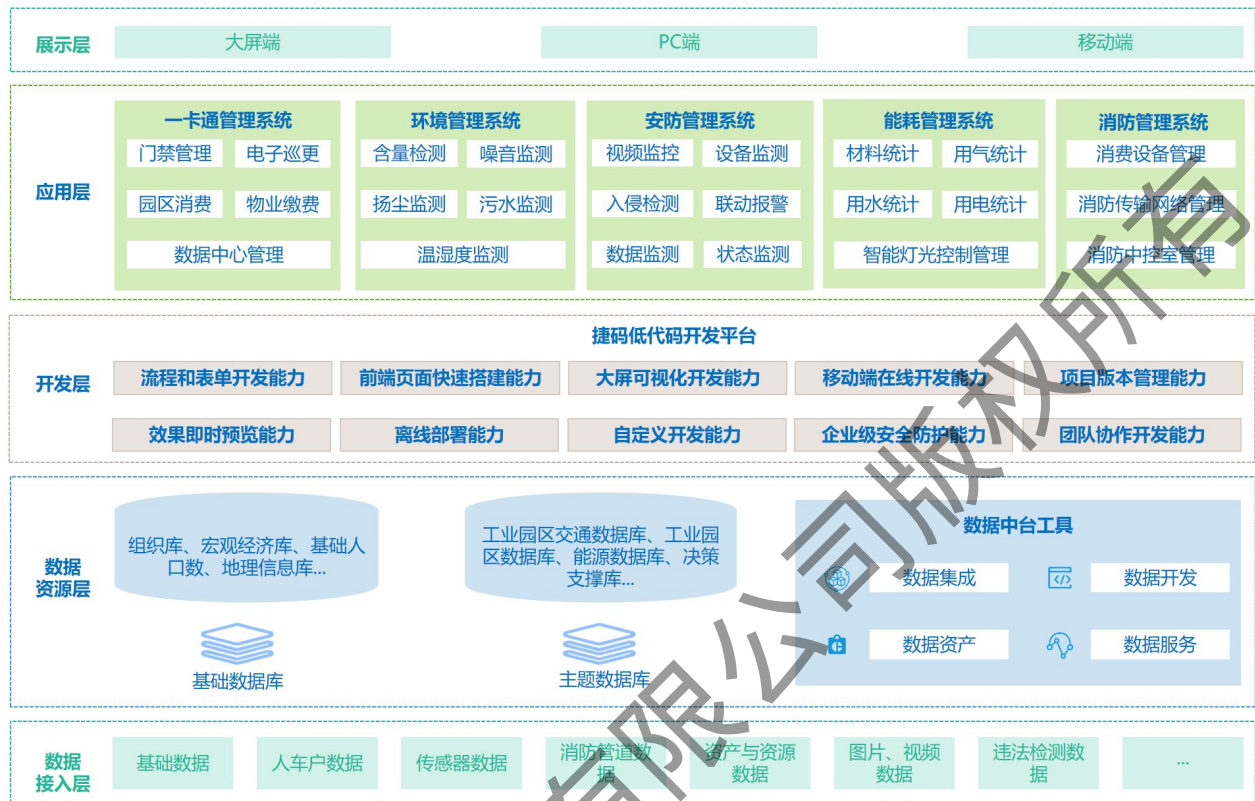 展示层
大屏端
PC端
移动端
应用层
一卡通管理系统
门禁管理
电子巡更
园区消费
物业缴费
数据中心管理
环境管理系统
含量检测
噪音监测
扬尘监测
污水监测
温湿度监测
安防管理系统
视频监控
设备监测
入侵检测
联动报警
数据监测
状态监测
能耗管理系统
材料统计
用气统计
用水统计
用电统计
智能灯光控制管理
消防管理系统
消费设备管理
消防传输网络管理
消防中控室管理
开发层
捷码低代码开发平台
流程和表单开发能力
前端页面快速搭建能力
大屏可视化开发能力
移动端在线开发能力
项目版本管理能力
效果即时预览能力
离线部署能力
自定义开发能力
企业级安全防护能力
团队协作开发能力
数据
资源层
组织库、宏观经济库、基础人
口数、地理信息库...
基础数据库
工业园区交通数据库、工业园
区数据库、能源数据库、决策
支撑库...
主题数据库
数据中台工具
数据集成
数据开发
数据资产
数据服务
数据
接入层
基础数据
人车户数据
传感器数据
消防管道数
据
资产与资源
数据
图片、视频
数据
违法检测数
据
...
有限公司版权所有